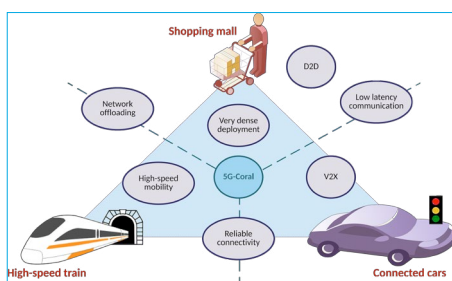 Shopping mall
D2D
Network
offloading
Low latency
communication
Very dense
deployment
High-speed
mobility
5G-Coral
V2X
Reliable
connectivity
High-speed train
Connected cars